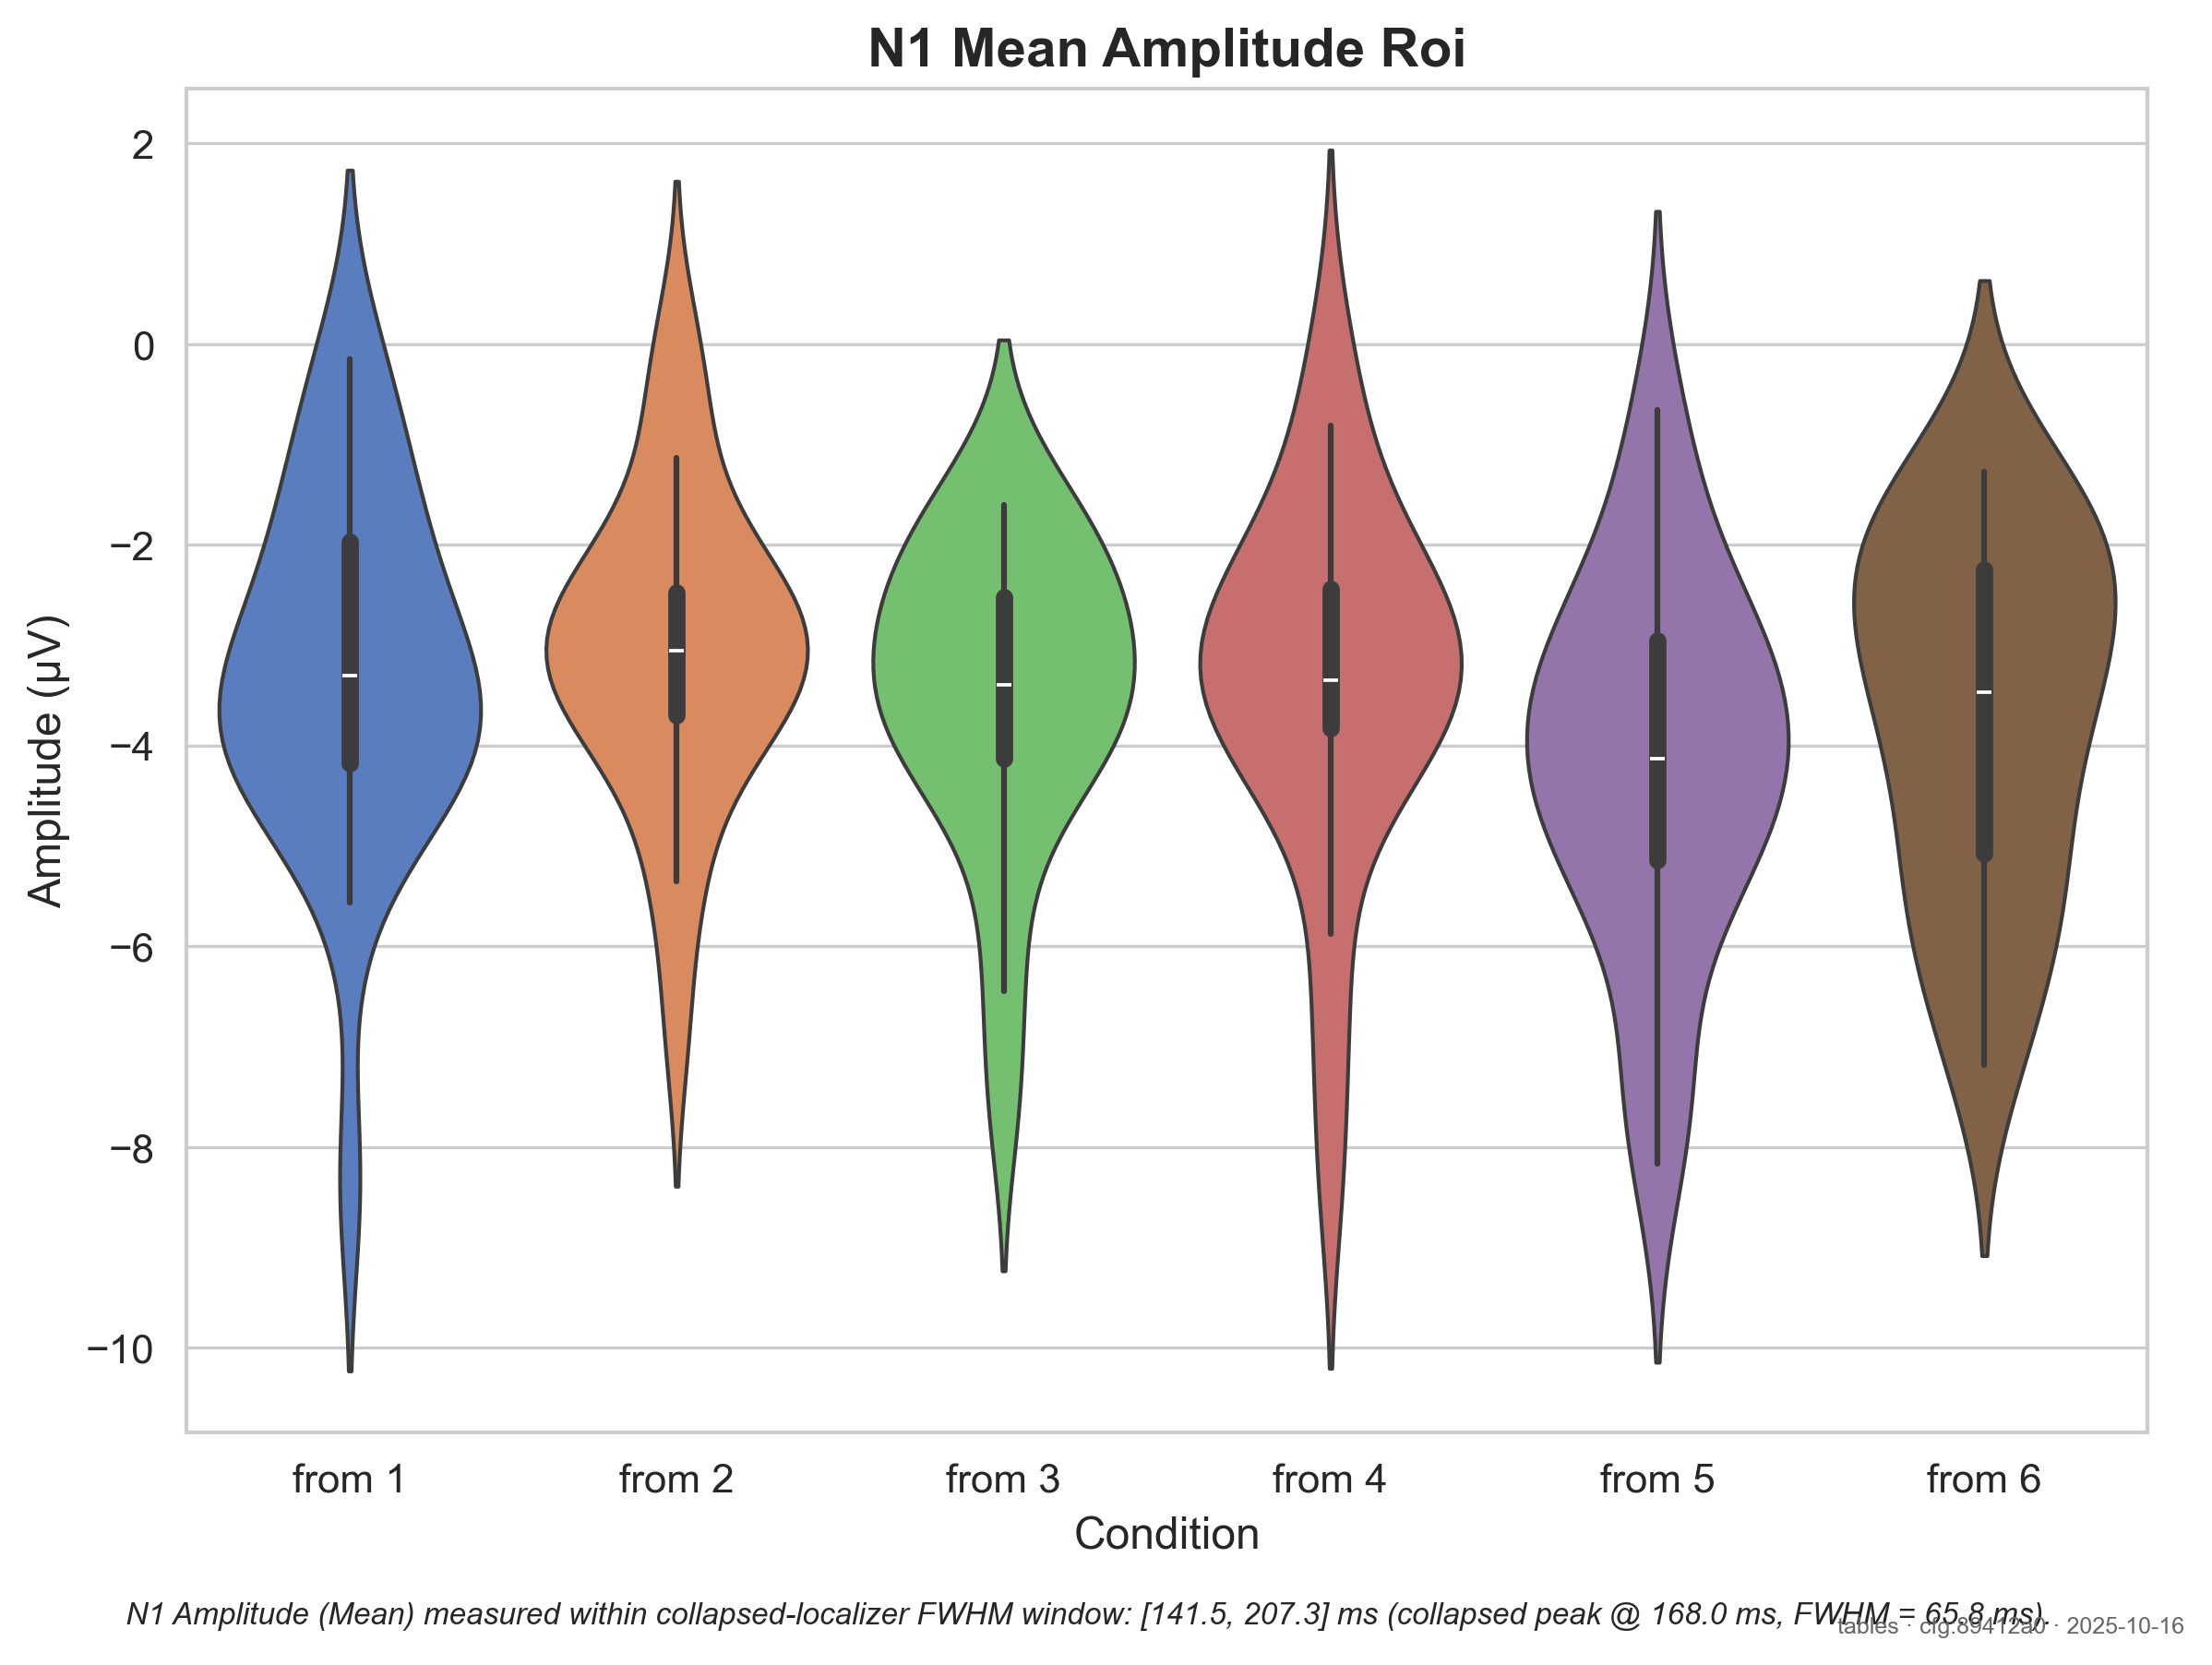 N1 Mean Amplitude Roi
2
0
−2
−4
−6
−8
−10
Amplitude (µV)
from 1
from 2
from 3
from 4
from 5
from 6
Condition
N1 Amplitude (Mean) measured within collapsed-localizer FWHM window: [141.5, 207.3] ms (collapsed peak @ 168.0 ms, FWHM = 65.8 ms).
tables · cfg:89412a0 · 2025-10-16